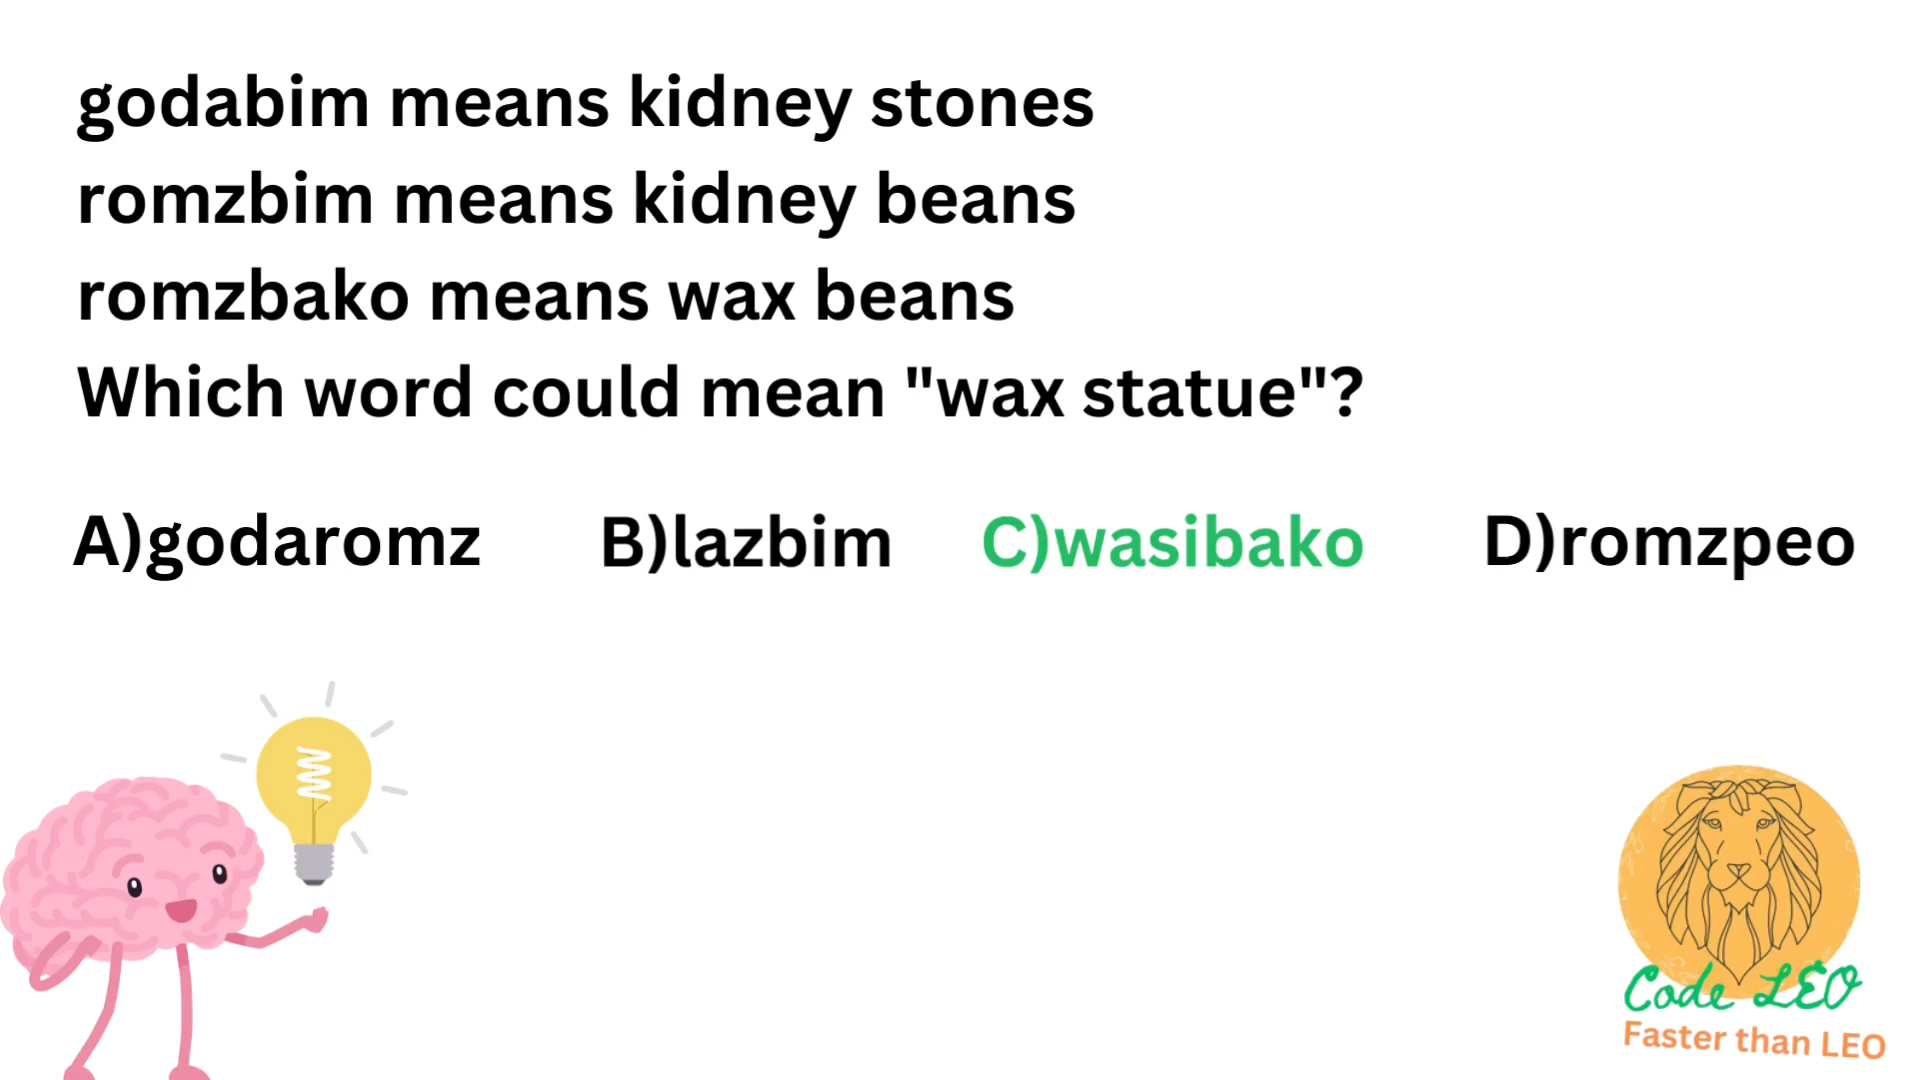 godabim means kidney stones
romzbim means kidney beans
romzbako means wax beans
Which word could mean "wax statue"?
A)godaromz B)lazbim C)wasibako D)romzpeo
Code LEO
Faster than LEO